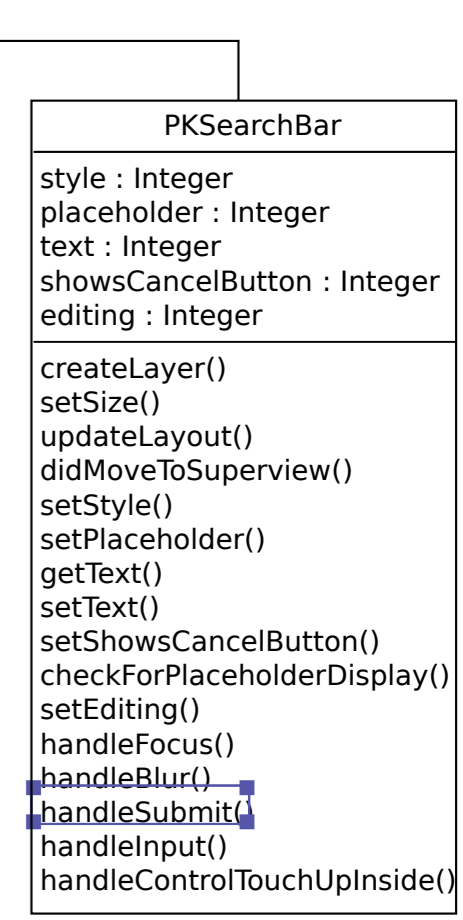 PKSearchBar
style : Integer
placeholder : Integer
text : Integer
showsCancelButton : Integer
editing : Integer
createLayer()
setSize()
updateLayout()
didMoveToSuperview()
setStyle()
setPlaceholder()
getText()
setText()
setShowsCancelButton()
checkForPlaceholderDisplay()
setEditing()
handleFocus()
handleBlur()
handleSubmit()
handleInput()
handleControlTouchUpInside()